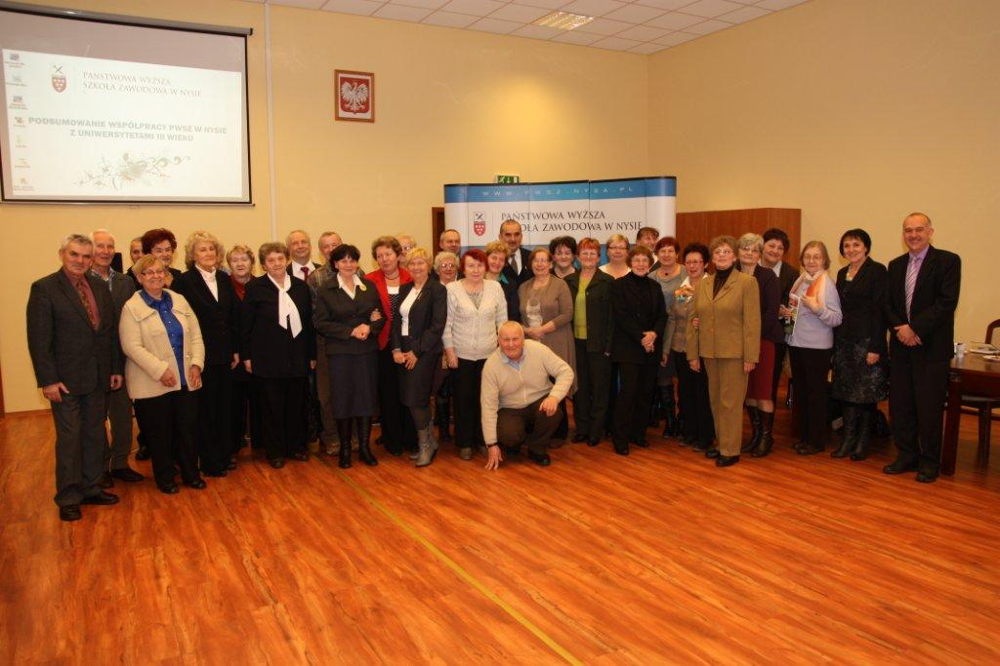 PAŃSTWOWA WYŻSZA
SZKOŁA ZAWODOWA W NYSIE
PODSUMOWANIE WSPÓŁPRACY PWSZ W NYSIE
Z UNIWERSYTETAMI III WIEKU
WWW.PWSZ.NYSA.PL
PAŃSTWOWA WYŻSZA
SZKOŁA ZAWODOWA W NYSIE